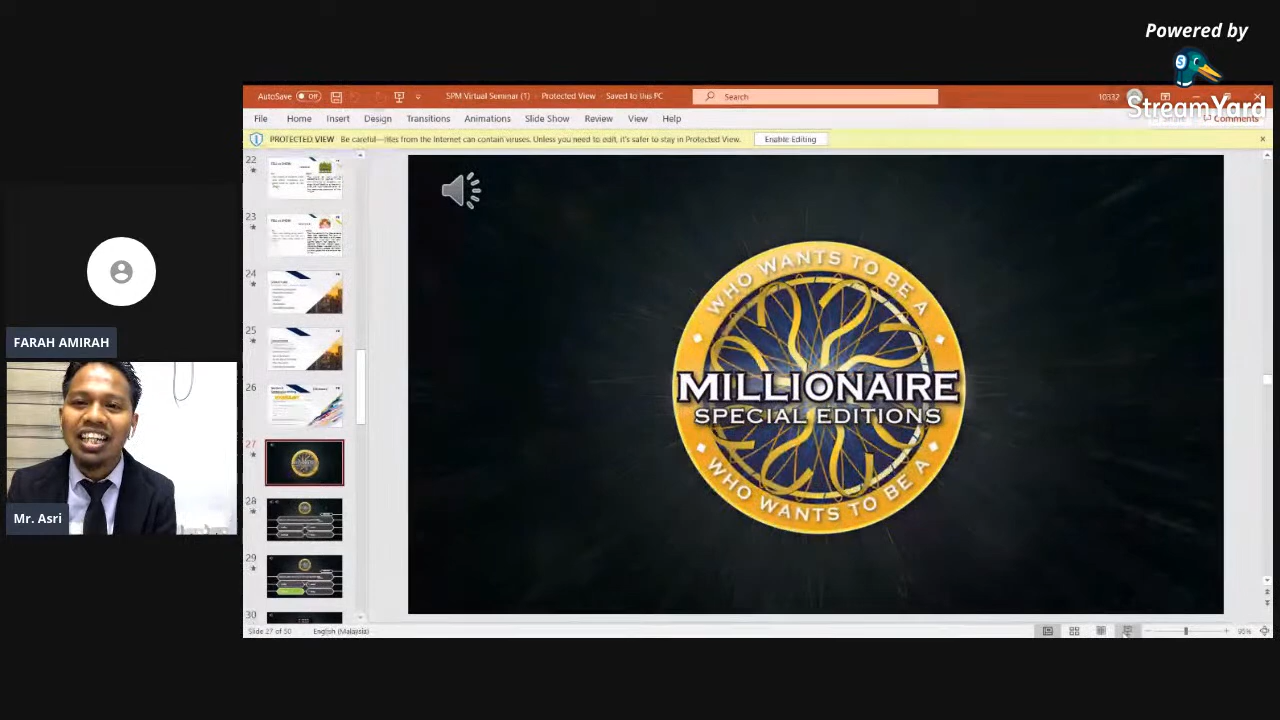 Powered by
StreamYard
AutoSave Off
SPM Virtual Seminar (1) - Protected View - Saved to this PC
Search
10332
File Home Insert Design Transitions Animations Slide Show Review View Help
Share
Comments
PROTECTED VIEW Be careful—files from the Internet can contain viruses. Unless you need to edit, it's safer to stay in Protected View.
Enable Editing
22
23
24
25
26
27
28
29
30
WHO WANTS TO BE A
MILLIONAIRE
SPECIAL EDITIONS
WHO WANTS TO BE A
FARAH AMIRAH
Mr. Asri
Slide 27 of 50
English (Malaysia)
95%